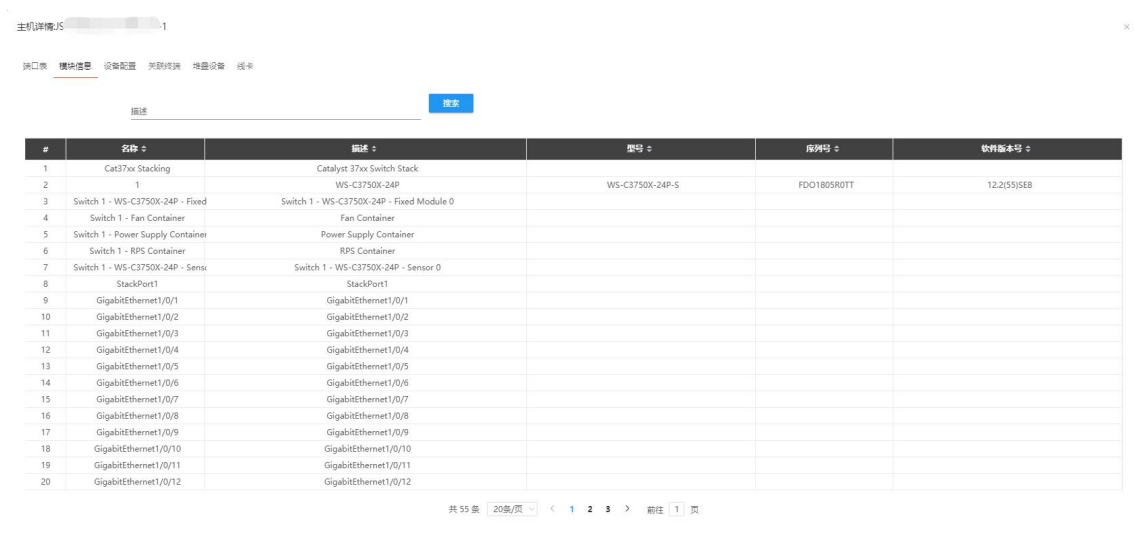 主机详情:JS -1
×
端口表 模块信息 设备配置 关联终端 堆叠设备 线卡
描述 搜索
# 名称 描述 型号 序列号 软件版本号
1 Cat37xx Stacking Catalyst 37xx Switch Stack
2 1 WS-C3750X-24P WS-C3750X-24P-S FDO1805R0TT 12.2(55)SE8
3 Switch 1 - WS-C3750X-24P - Fixed Switch 1 - WS-C3750X-24P - Fixed Module 0
4 Switch 1 - Fan Container Fan Container
5 Switch 1 - Power Supply Container Power Supply Container
6 Switch 1 - RPS Container RPS Container
7 Switch 1 - WS-C3750X-24P - Senso Switch 1 - WS-C3750X-24P - Sensor 0
8 StackPort1 StackPort1
9 GigabitEthernet1/0/1 GigabitEthernet1/0/1
10 GigabitEthernet1/0/2 GigabitEthernet1/0/2
11 GigabitEthernet1/0/3 GigabitEthernet1/0/3
12 GigabitEthernet1/0/4 GigabitEthernet1/0/4
13 GigabitEthernet1/0/5 GigabitEthernet1/0/5
14 GigabitEthernet1/0/6 GigabitEthernet1/0/6
15 GigabitEthernet1/0/7 GigabitEthernet1/0/7
16 GigabitEthernet1/0/8 GigabitEthernet1/0/8
17 GigabitEthernet1/0/9 GigabitEthernet1/0/9
18 GigabitEthernet1/0/10 GigabitEthernet1/0/10
19 GigabitEthernet1/0/11 GigabitEthernet1/0/11
20 GigabitEthernet1/0/12 GigabitEthernet1/0/12
共 55 条 20条/页 < 1 2 3 > 前往 1 页